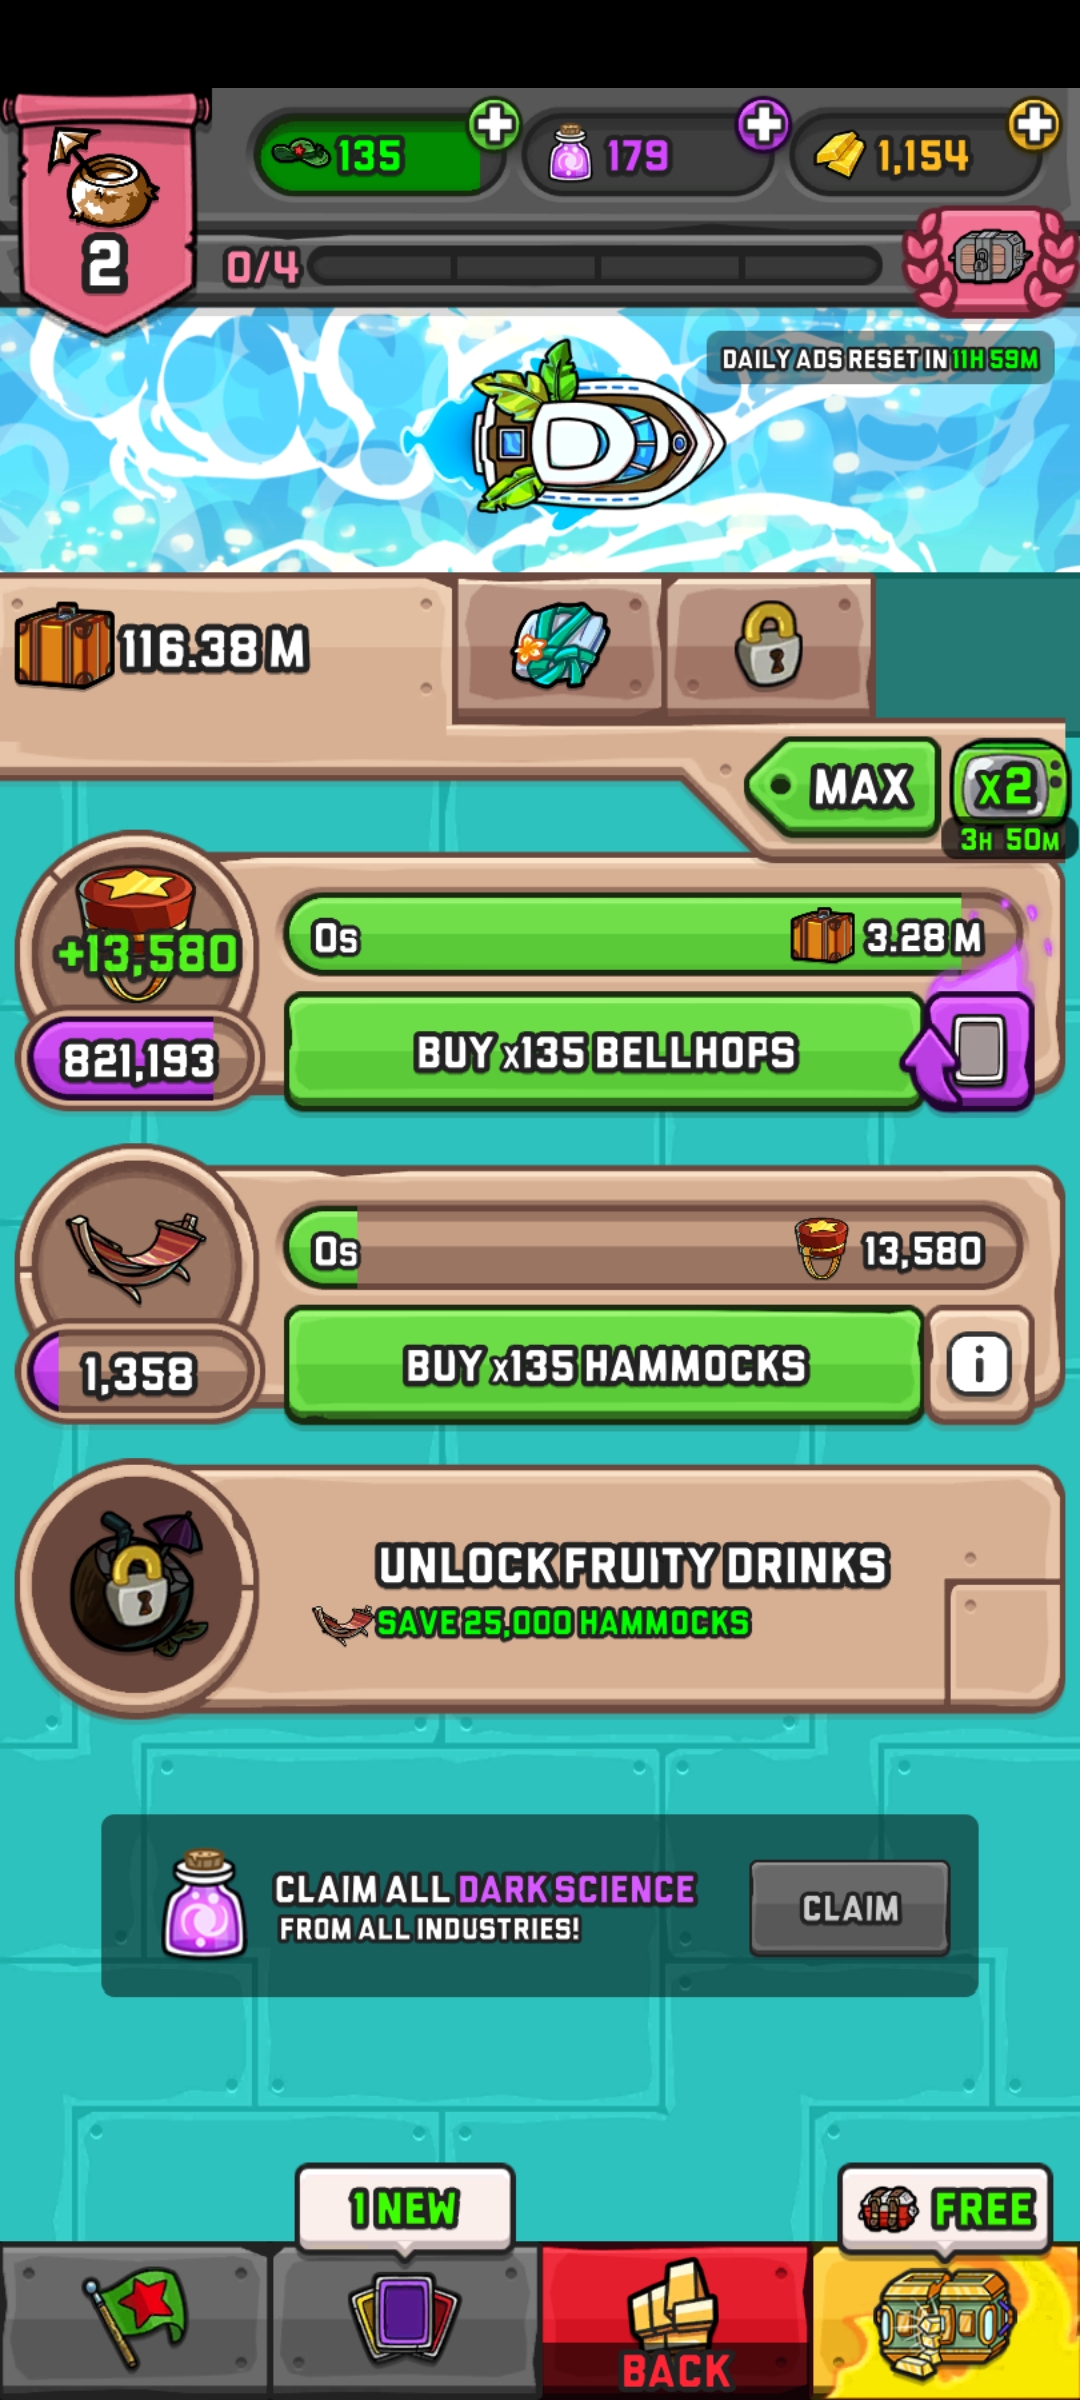 135
179
1,154
2
0/4
DAILY ADS RESET IN 11H 59M
116.38 M
MAX
x2
3H 50M
+13,580
0s
3.28 M
821,193
BUY x135 BELLHOPS
0s
13,580
1,358
BUY x135 HAMMOCKS
i
UNLOCK FRUITY DRINKS
SAVE 25,000 HAMMOCKS
CLAIM ALL DARK SCIENCE
FROM ALL INDUSTRIES!
CLAIM
1 NEW
FREE
BACK